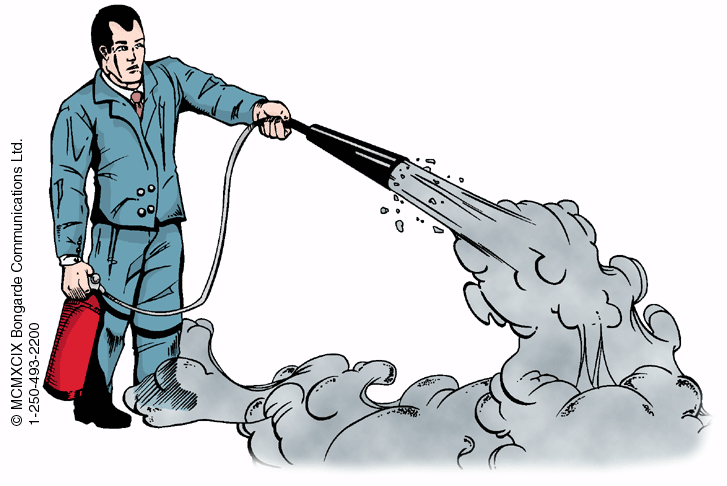 © MCMXCIX Bongarde Communications Ltd.
1-250-493-2200